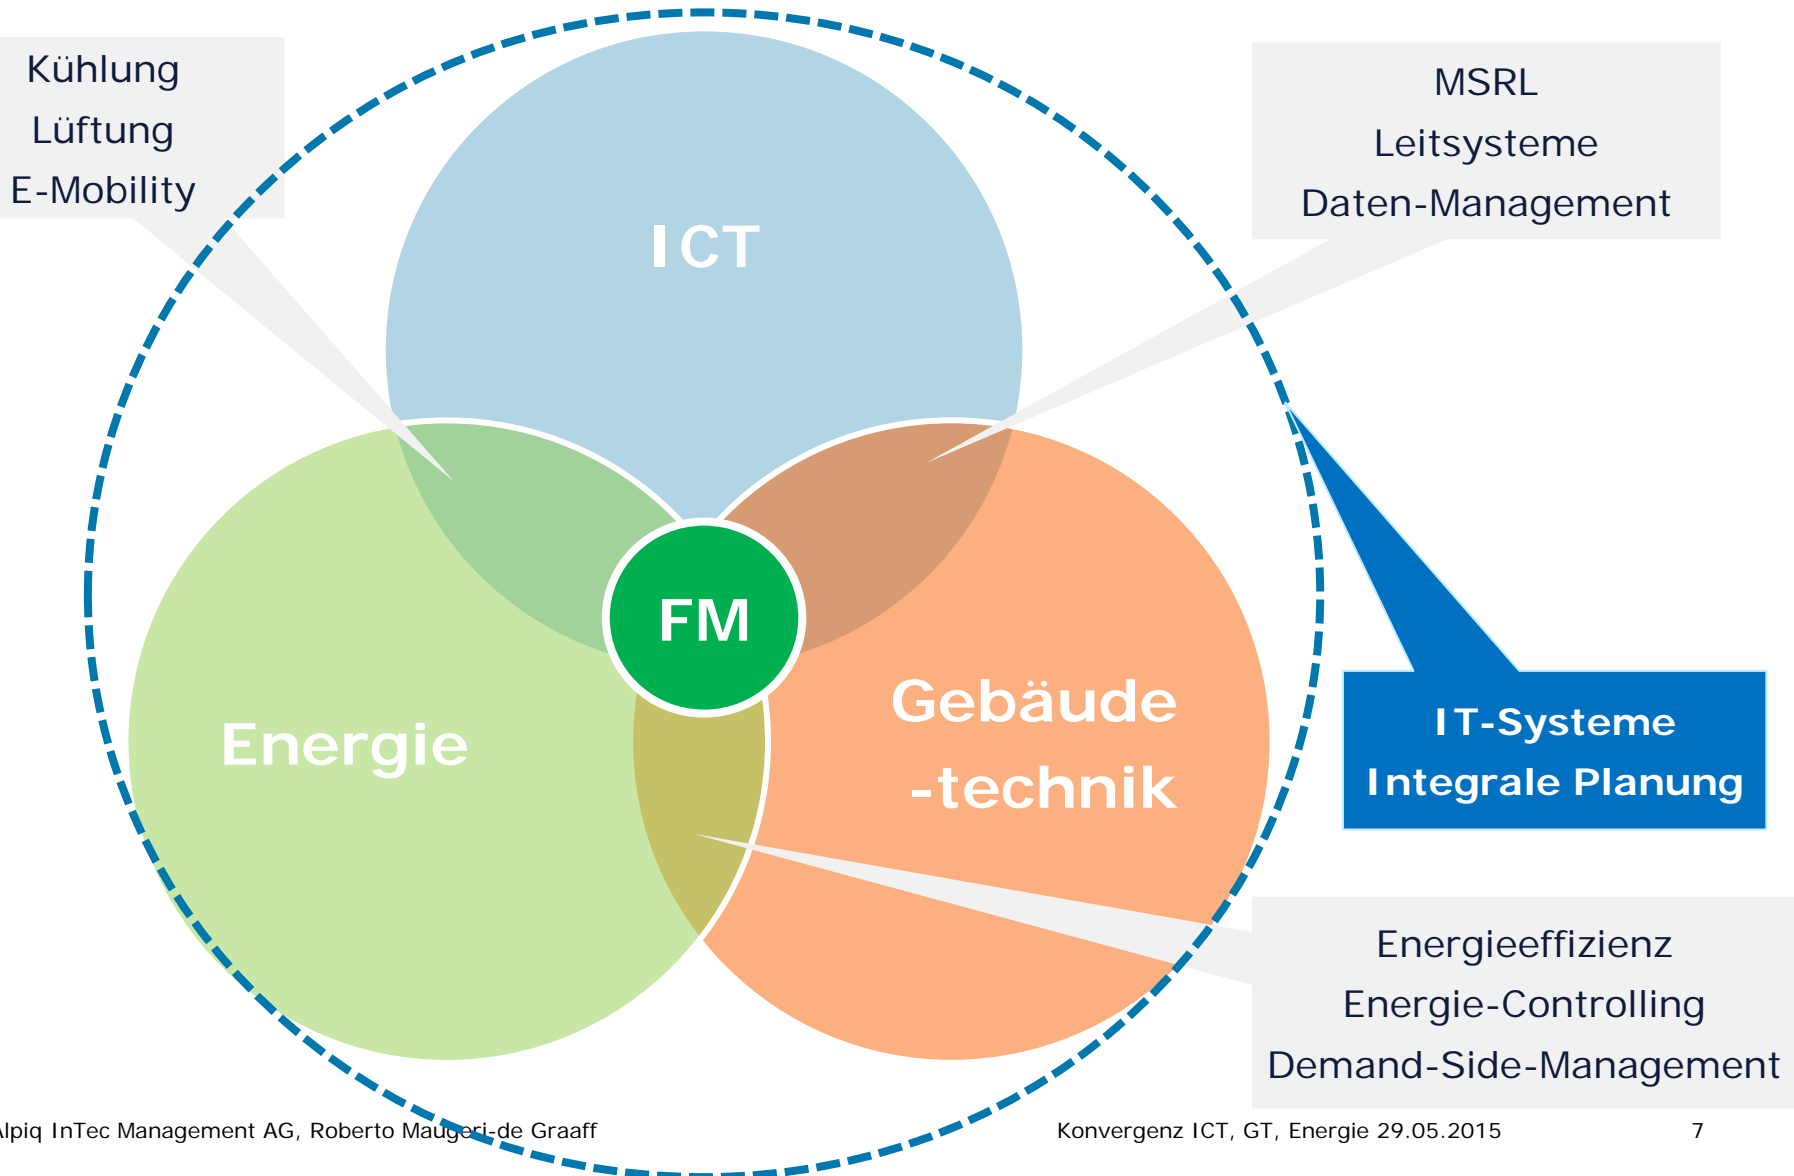 Kühlung
Lüftung
E-Mobility
MSRL
Leitsysteme
Daten-Management
ICT
FM
Energie
Gebäude
-technik
IT-Systeme
Integrale Planung
Energieeffizienz
Energie-Controlling
Demand-Side-Management
Alpiq InTec Management AG, Roberto Maugeri-de Graaff
Konvergenz ICT, GT, Energie 29.05.2015
7